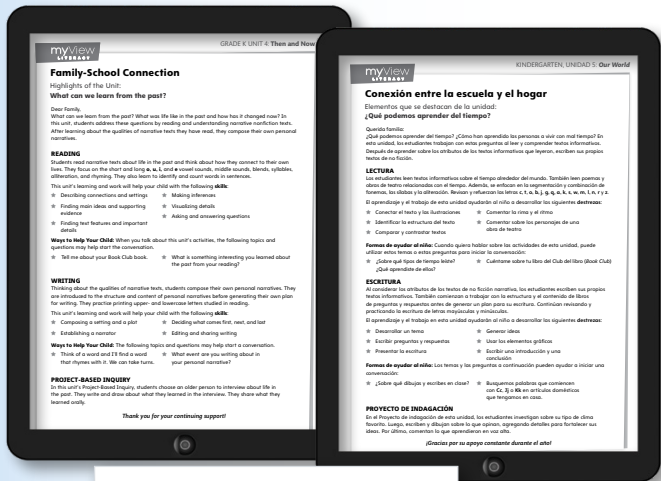 myView
LITERACY
GRADE K UNIT 4: Then and Now
Family-School Connection
Highlights of the Unit:
What can we learn from the past?
Dear Family,
What can we learn from the past? What was life like in the past and how has it changed now? In
this unit, students address these questions by reading and understanding narrative nonfiction texts.
After learning about the qualities of narrative texts they have read, they compose their own personal
narratives.
READING
Students read narrative texts about life in the past and think about how they connect to their own
lives. They focus on the short and long o, u, i, and e vowel sounds, middle sounds, blends, syllables,
alliteration, and rhyming. They also learn to identify and count words in sentences.
This unit's learning and work will help your child with the following skills:
Describing connections and settings
Finding main ideas and supporting
evidence
Finding text features and important
details
Making inferences
Visualizing details
Asking and answering questions
Ways to Help Your Child: When you talk about this unit's activities, the following topics and
questions may help start the conversation.
Tell me about your Book Club book.
What is something interesting you learned about
the past from your reading?
WRITING
Thinking about the qualities of narrative texts, students compose their own personal narratives. They
are introduced to the structure and content of personal narratives before generating their own plan
for writing. They practise printing upper- and lowercase letters studied in reading.
This unit's learning and work will help your child with the following skills:
Composing a setting and a plot
Establishing a narrator
Deciding what comes first, next, and last
Editing and sharing writing
Ways to Help Your Child: The following topics and questions may help start a conversation.
Think of a word and I'll find a word
that rhymes with it. We can take turns.
What event are you writing about in
your personal narrative?
PROJECT-BASED INQUIRY
In this unit's Project-Based Inquiry, students choose an older person to interview about life in
the past. They write and draw about what they learned in the interview. They share what they
learned orally.
Thank you for your continuing support!
myView
LITERACY
KINDERGARTEN, UNIDAD 5: Our World
Conexión entre la escuela y el hogar
Elementos que se destacan de la unidad:
¿Qué podemos aprender del tiempo?
Querida familia:
¿Qué podemos aprender del tiempo? ¿Cómo han aprendido las personas a vivir con mal tiempo? En
esta unidad, los estudiantes trabajan con estas preguntas al leer y comprender textos informativos.
Después de aprender sobre los atributos de los textos informativos que leyeron, escriben sus propios
textos de no ficción.
LECTURA
Los estudiantes leen textos informativos sobre el tiempo alrededor del mundo. También leen poemas y
obras de teatro relacionadas con el tiempo. Además, se enfocan en la segmentación y combinación de
fonemas, las sílabas y la aliteración. Revisan y refuerzan las letras c, t, o, b, j, g, q, a, k, s, w, m, l, n, r y z.
El aprendizaje y el trabajo de esta unidad ayudarán al niño a desarrollar las siguientes destrezas:
Conectar el texto y las ilustraciones
Identificar la estructura del texto
Comparar y contrastar textos
Comentar la rima y el ritmo
Comentar sobre los personajes de una
obra de teatro
Formas de ayudar al niño: Cuando quiera hablar sobre las actividades de esta unidad, puede
utilizar estos temas o estas preguntas para iniciar la conversación:
¿Sobre qué tipos de tiempo leíste?
¿Qué aprendiste de ellos?
Cuéntame sobre tu libro del Club del libro (Book Club)
ESCRITURA
Al considerar los atributos de los textos de no ficción narrativa, los estudiantes escriben sus propios
textos informativos. También comienzan a trabajar con la estructura y el contenido de libros
de preguntas y respuestas antes de generar un plan para su escritura. Continúan revisando y
practicando la escritura de letras mayúsculas y minúsculas.
El aprendizaje y el trabajo de esta unidad ayudarán al niño a desarrollar las siguientes destrezas:
Desarrollar un tema
Escribir preguntas y respuestas
Presentar la escritura
Generar ideas
Usar los elementos gráficos
Escribir una introducción y una
conclusión
Formas de ayudar al niño: Los temas y las preguntas a continuación pueden ayudar a iniciar una
conversación:
¿Sobre qué dibujas y escribes en clase?
Busquemos palabras que comiencen
con Cc, Jj o Kk en artículos domésticos
que tengamos en casa.
PROYECTO DE INDAGACIÓN
En el Proyecto de indagación de esta unidad, los estudiantes investigan sobre su tipo de clima
favorito. Luego, escriben y dibujan sobre lo que opinan, agregando detalles para fortalecer sus
ideas. Por último, comentan lo que aprendieron en voz alta.
¡Gracias por su apoyo constante durante el año!